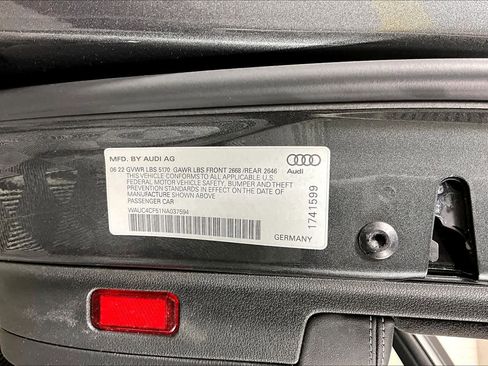 MFD. BY AUDI AG
06 22 GVWR LBS 5170 GAWR LBS FRONT 2668 /REAR 2646
THIS VEHICLE CONFORMS TO ALL APPLICABLE U.S.
FEDERAL MOTOR VEHICLE SAFETY, BUMPER AND THEFT
PREVENTION STANDARDS IN EFFECT ON THE DATE OF
MANUFACTURE SHOWN ABOVE
PASSENGER CAR
WAUC4CF51NA037694
Audi
1741599
GERMANY